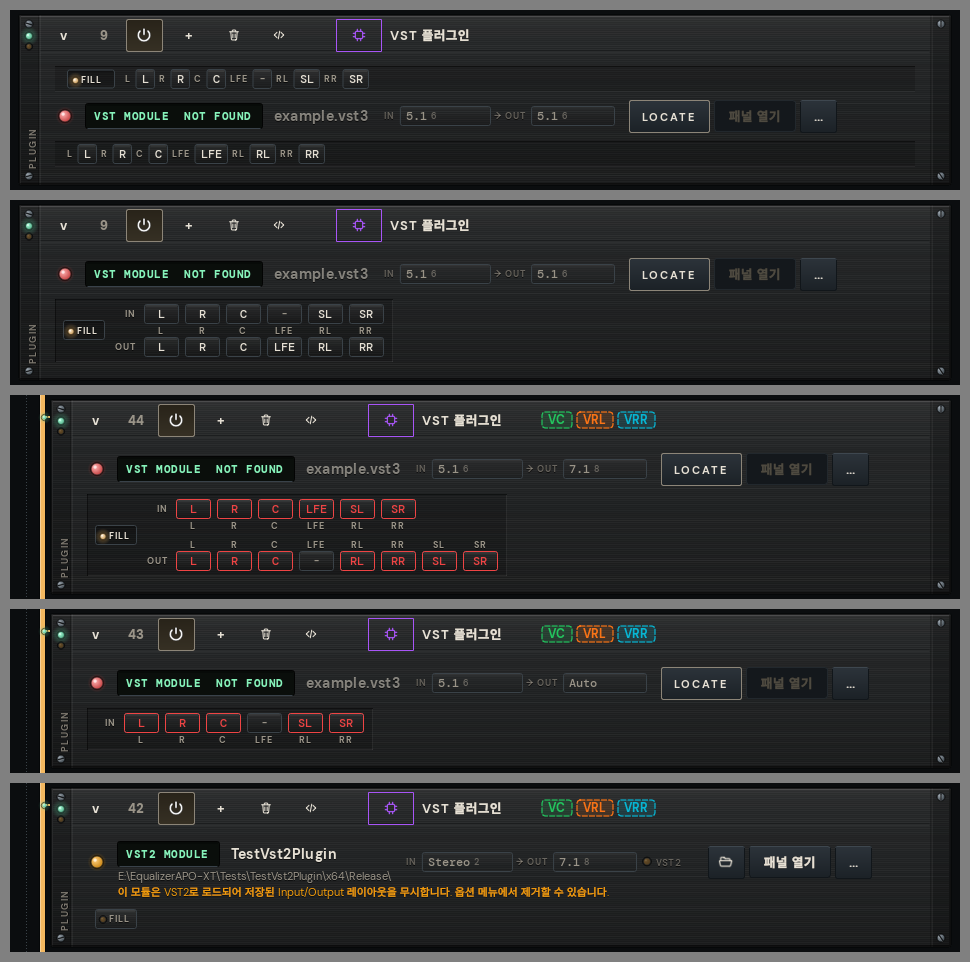 v 9 + </> VST 플러그인
FILL L L R R C C LFE - RL SL RR SR
VST MODULE NOT FOUND example.vst3 IN 5.1 6 → OUT 5.1 6 LOCATE 패널 열기 ...
L L R R C C LFE LFE RL RL RR RR
PLUGIN
v 9 + </> VST 플러그인
VST MODULE NOT FOUND example.vst3 IN 5.1 6 → OUT 5.1 6 LOCATE 패널 열기 ...
IN L R C - SL SR
FILL L R C LFE RL RR
OUT L R C LFE RL RR
PLUGIN
v 44 + </> VST 플러그인 VC VRL VRR
VST MODULE NOT FOUND example.vst3 IN 5.1 6 → OUT 7.1 8 LOCATE 패널 열기 ...
IN L R C LFE SL SR
L R C LFE RL RR
FILL
L R C LFE RL RR SL SR
OUT L R C - RL RR SL SR
PLUGIN
v 43 + </> VST 플러그인 VC VRL VRR
VST MODULE NOT FOUND example.vst3 IN 5.1 6 → OUT Auto LOCATE 패널 열기 ...
IN L R C - SL SR
L R C LFE RL RR
PLUGIN
v 42 + </> VST 플러그인 VC VRL VRR
VST2 MODULE TestVst2Plugin IN Stereo 2 → OUT 7.1 8 VST2 패널 열기 ...
E:\EqualizerAPO-XT\Tests\TestVst2Plugin\x64\Release\
이 모듈은 VST2로 로드되어 저장된 Input/Output 레이아웃을 무시합니다. 옵션 메뉴에서 제거할 수 있습니다.
FILL
PLUGIN